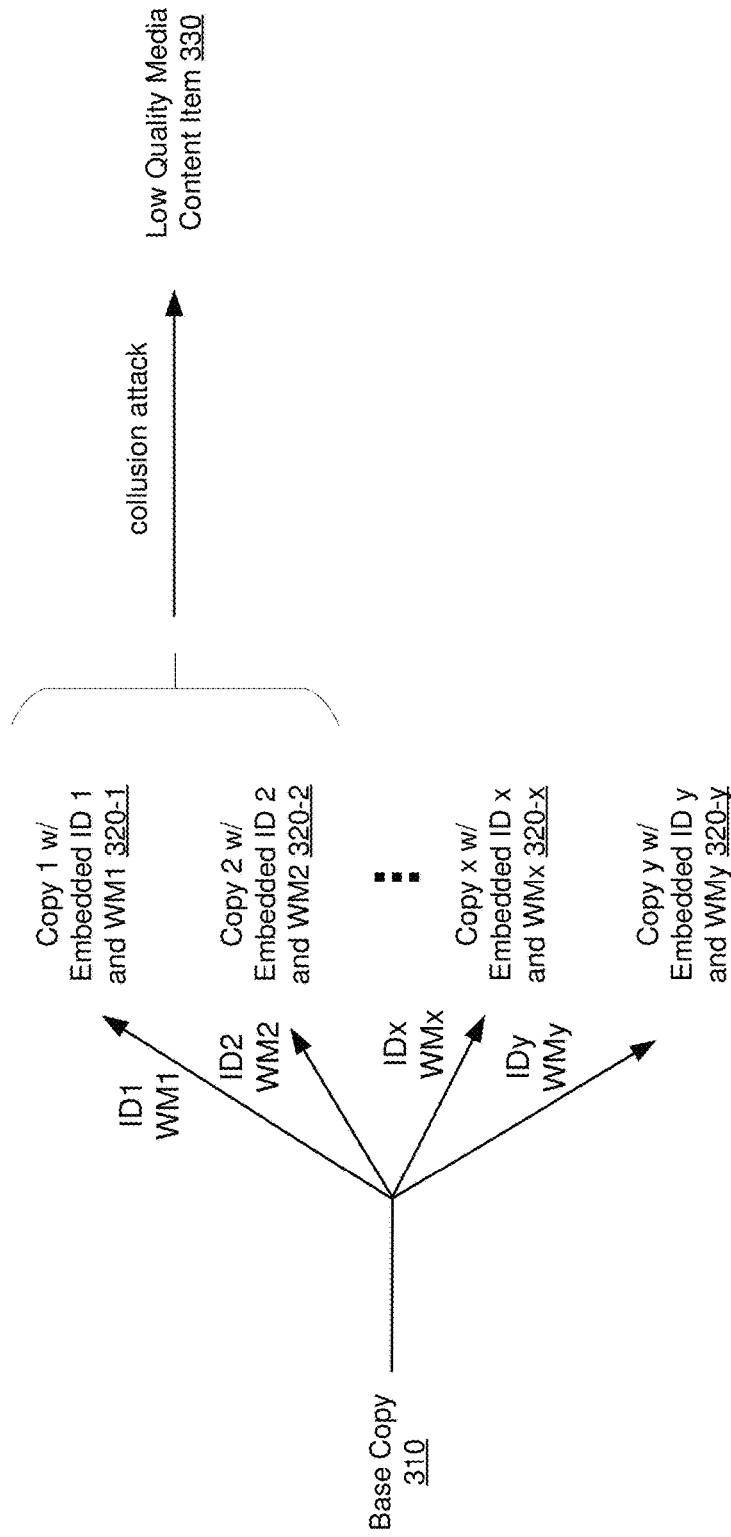 Base Copy
310
ID1
WM1
ID2
WM2
IDx
WMx
IDy
WMy
Copy 1 w/
Embedded ID 1
and WM1 320-1
Copy 2 w/
Embedded ID 2
and WM2 320-2
Copy x w/
Embedded ID x
and WMx 320-x
Copy y w/
Embedded ID y
and WMy 320-y
collusion attack
Low Quality Media
Content Item 330